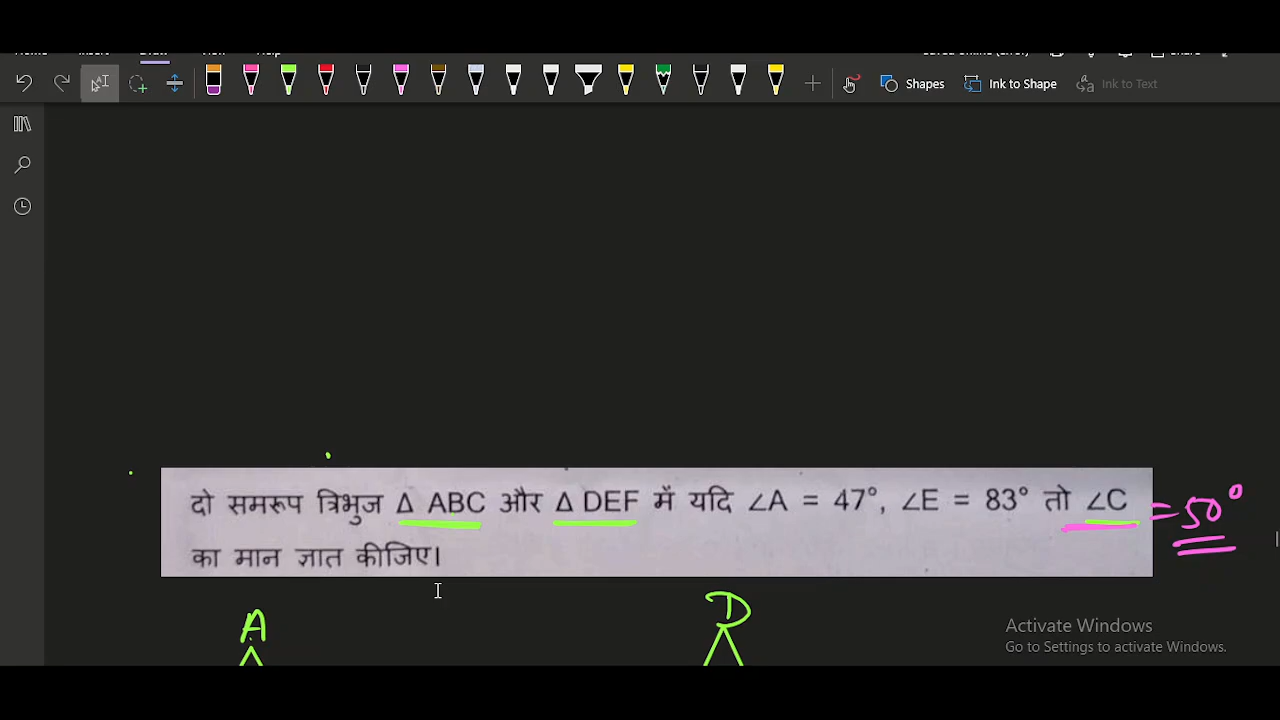 Shapes
Ink to Shape
Ink to Text
दो समरूप त्रिभुज Δ ABC और Δ DEF में यदि ∠A = 47°, ∠E = 83° तो ∠C = 50°
का मान ज्ञात कीजिए।
A
D
Activate Windows
Go to Settings to activate Windows.